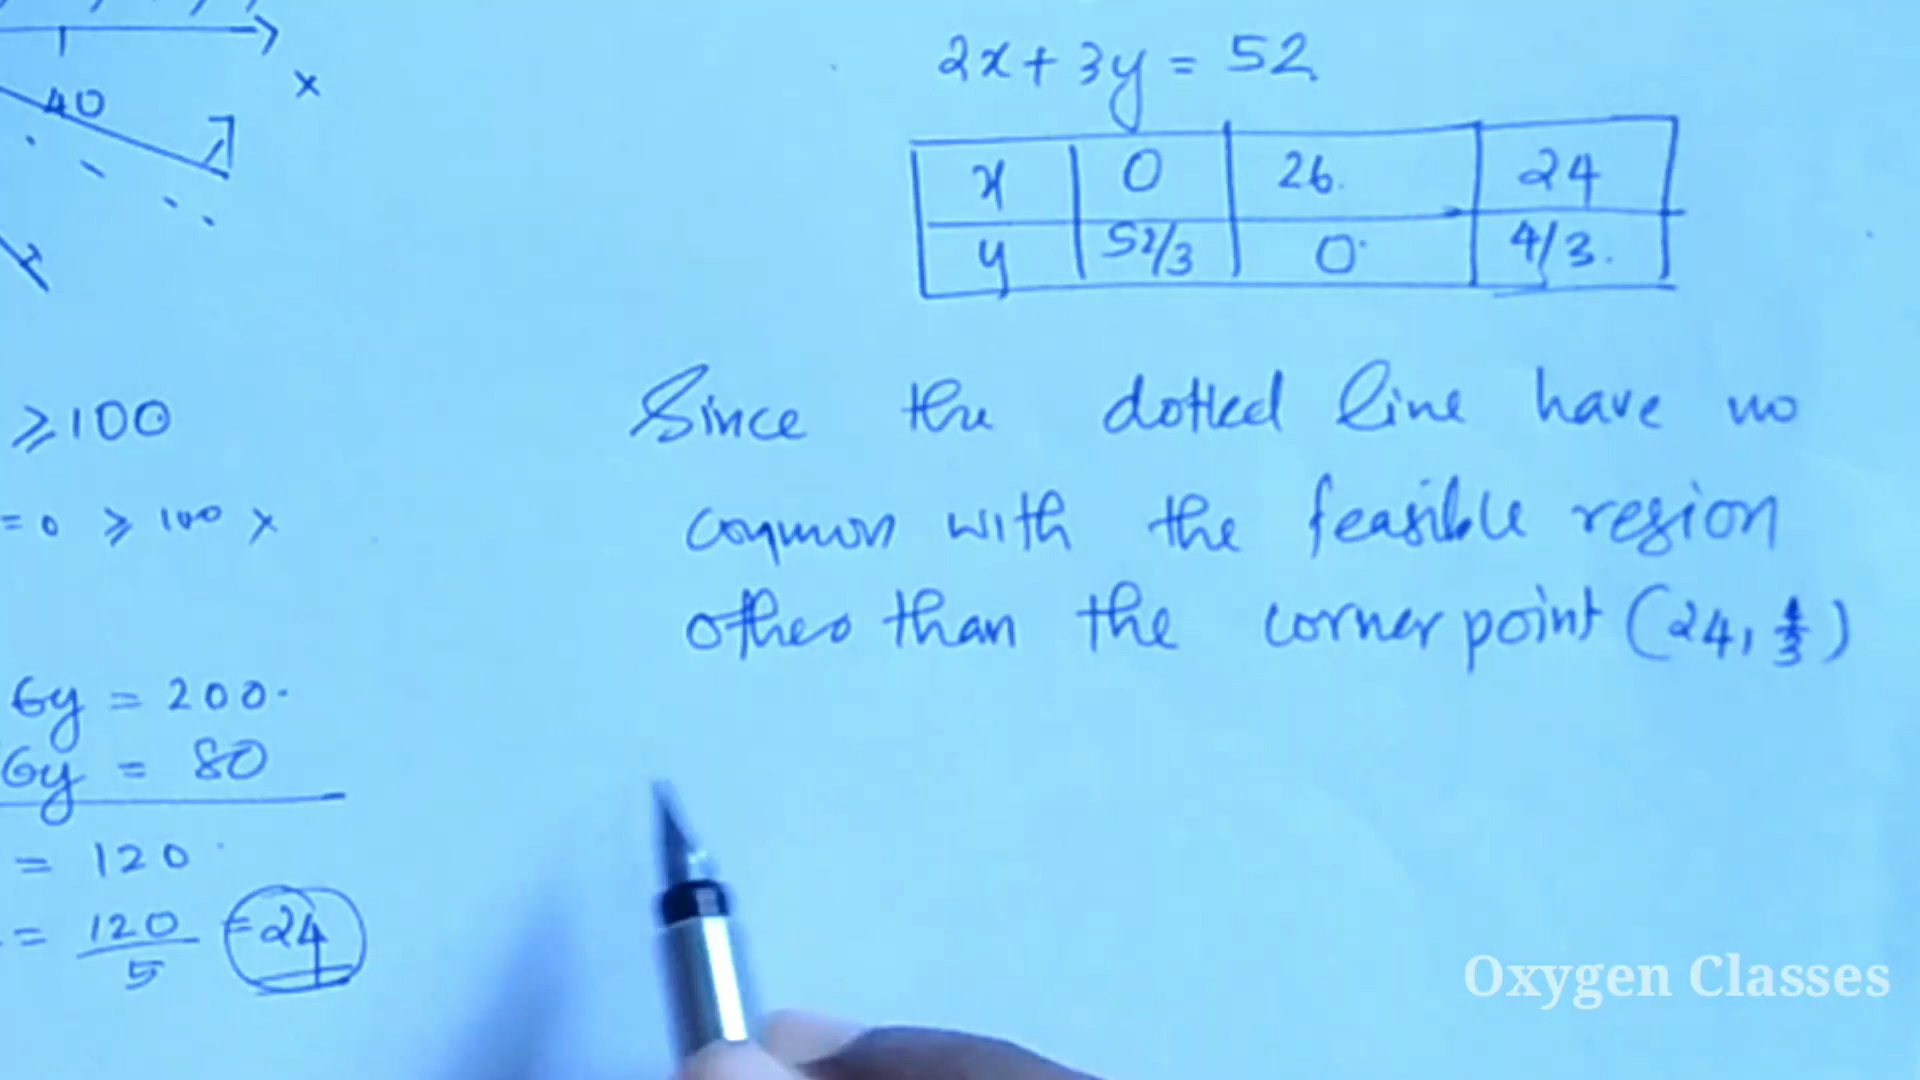 x
40
⩾100
= 0 ⩾ 100 x
6y = 200.
6y = 80
= 120
= 120/5 = 24
2x + 3y = 52
x 0 26. 24
y 52/3 0 4/3.
Since the dotted line have no
common with the feasible region
other than the corner point (24, 4/3)
Oxygen Classes